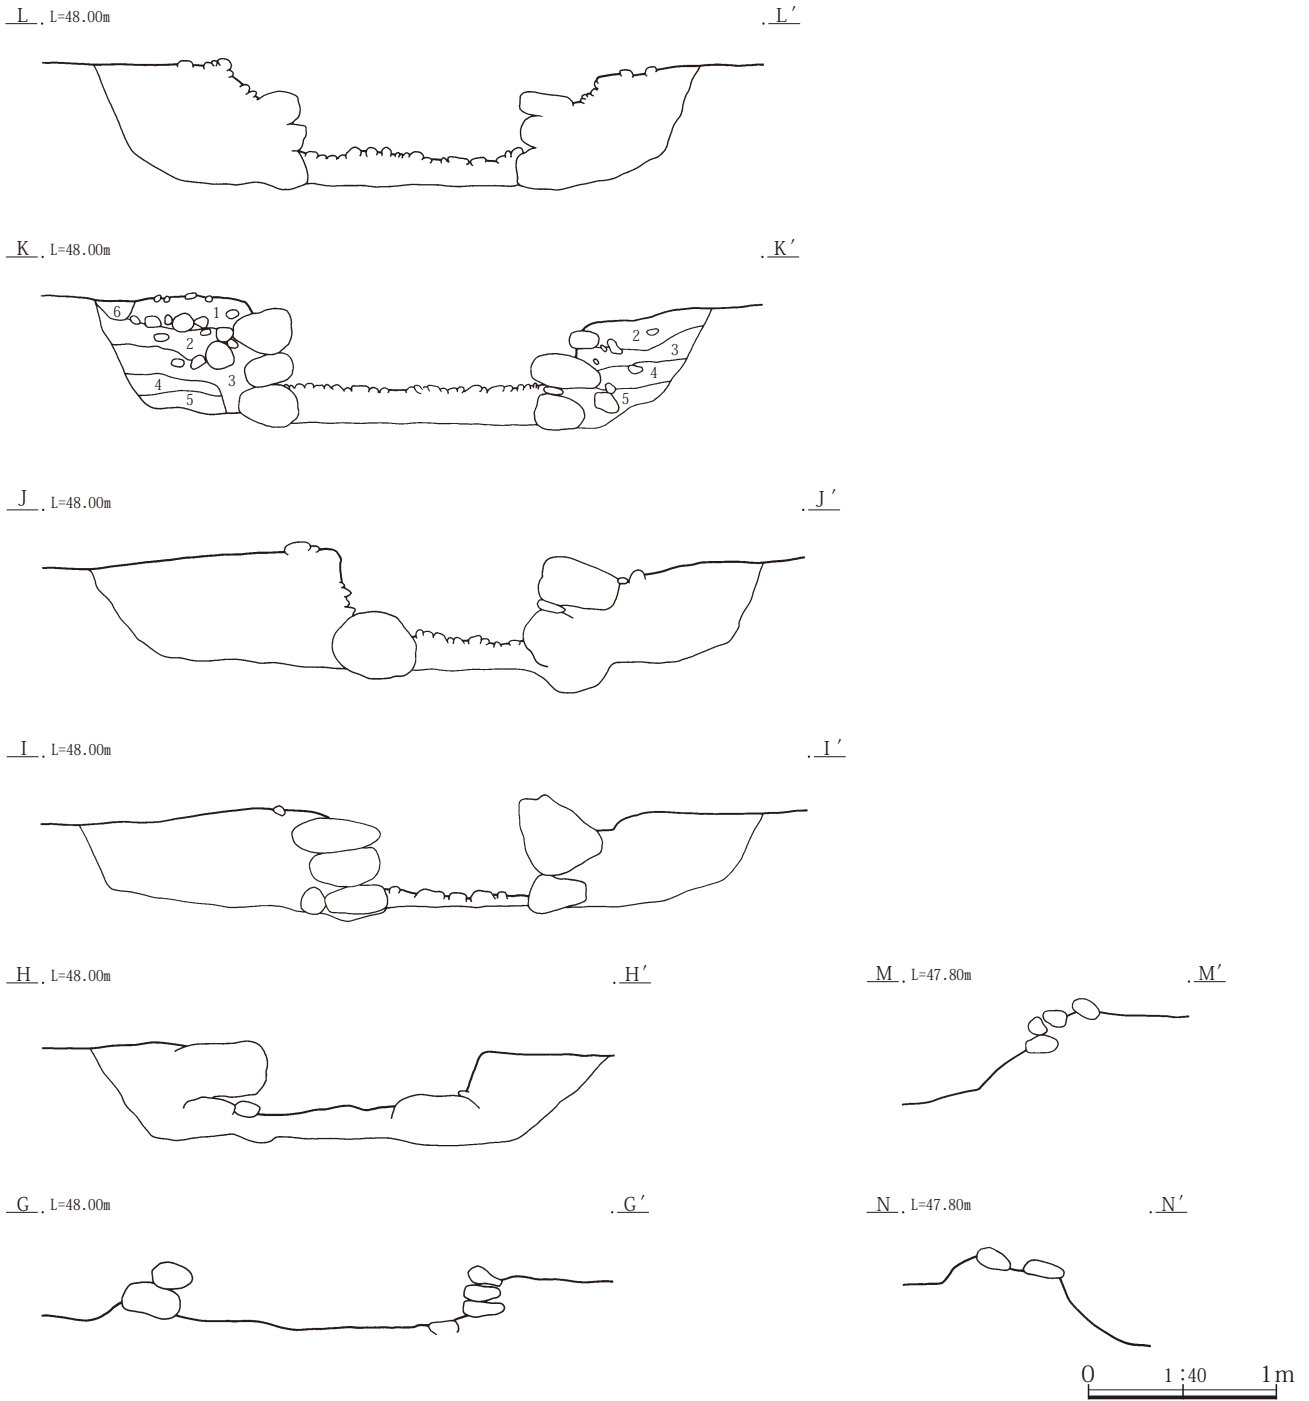 L L=48.00m L′
K L=48.00m K′
6 1
2 2
3
3 4
4
5 5
J L=48.00m J′
I L=48.00m I′
H L=48.00m H′ M L=47.80m M′
G L=48.00m G′ N L=47.80m N′
0 1:40 1m